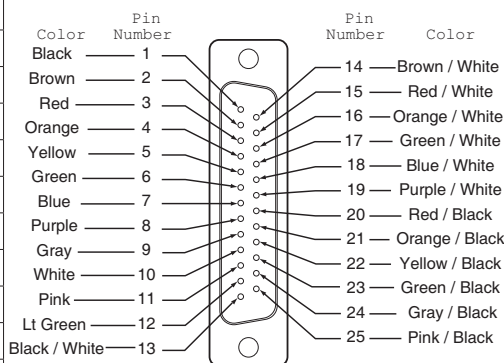 Pin
Color Number
Black 1
Brown 2
Red 3
Orange 4
Yellow 5
Green 6
Blue 7
Purple 8
Gray 9
White 10
Pink 11
Lt Green 12
Black / White 13
Pin
Number Color
14 Brown / White
15 Red / White
16 Orange / White
17 Green / White
18 Blue / White
19 Purple / White
20 Red / Black
21 Orange / Black
22 Yellow / Black
23 Green / Black
24 Gray / Black
25 Pink / Black